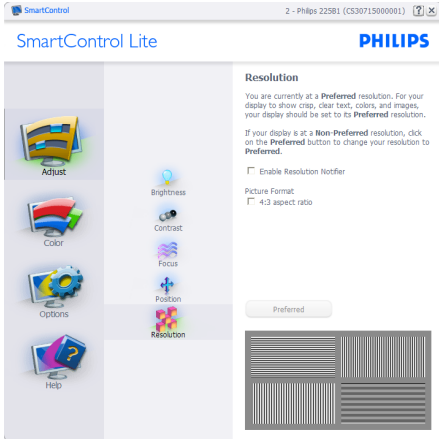 SmartControl
2 - Philips 225B1 (CS30715000001)
SmartControl Lite
PHILIPS
Adjust
Color
Options
Help
Brightness
Contrast
Focus
Position
Resolution
Resolution
You are currently at a Preferred resolution. For your
display to show crisp, clear text, colors, and images,
your display should be set to its Preferred resolution.
If your display is at a Non-Preferred resolution, click
on the Preferred button to change your resolution to
Preferred.
Enable Resolution Notifier
Picture Format
4:3 aspect ratio
Preferred